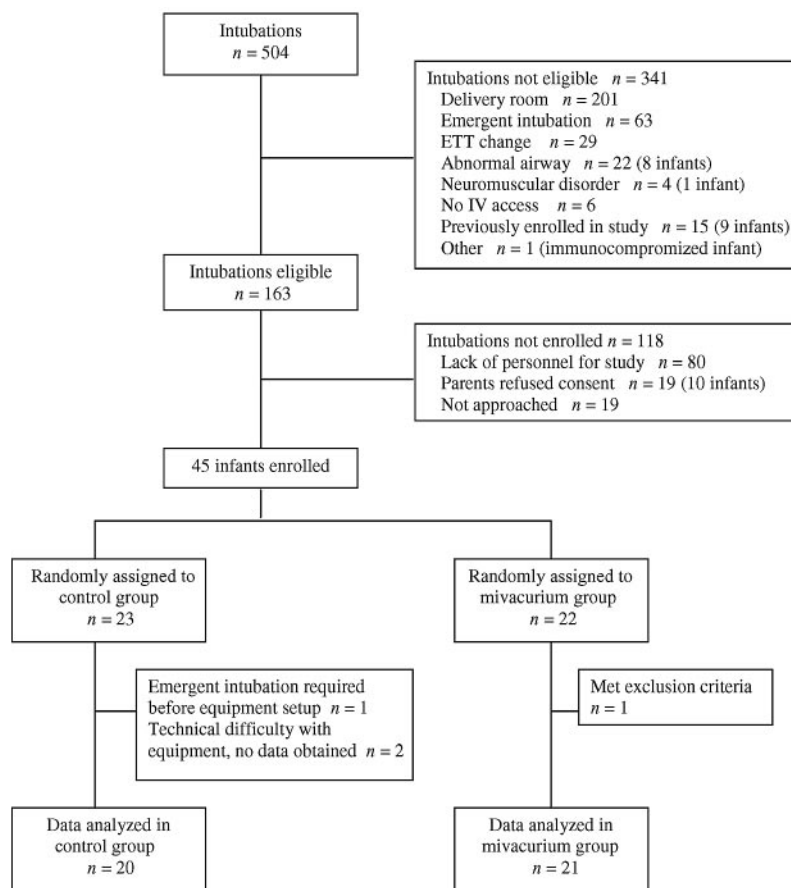 Intubations
n = 504
Intubations not eligible n = 341
Delivery room n = 201
Emergent intubation n = 63
ETT change n = 29
Abnormal airway n = 22 (8 infants)
Neuromuscular disorder n = 4 (1 infant)
No IV access n = 6
Previously enrolled in study n = 15 (9 infants)
Other n = 1 (immunocompromized infant)
Intubations eligible
n = 163
Intubations not enrolled n = 118
Lack of personnel for study n = 80
Parents refused consent n = 19 (10 infants)
Not approached n = 19
45 infants enrolled
Randomly assigned to
control group
n = 23
Randomly assigned to
mivacurium group
n = 22
Emergent intubation required
before equipment setup n = 1
Technical difficulty with
equipment, no data obtained n = 2
Met exclusion criteria
n = 1
Data analyzed in
control group
n = 20
Data analyzed in
mivacurium group
n = 21